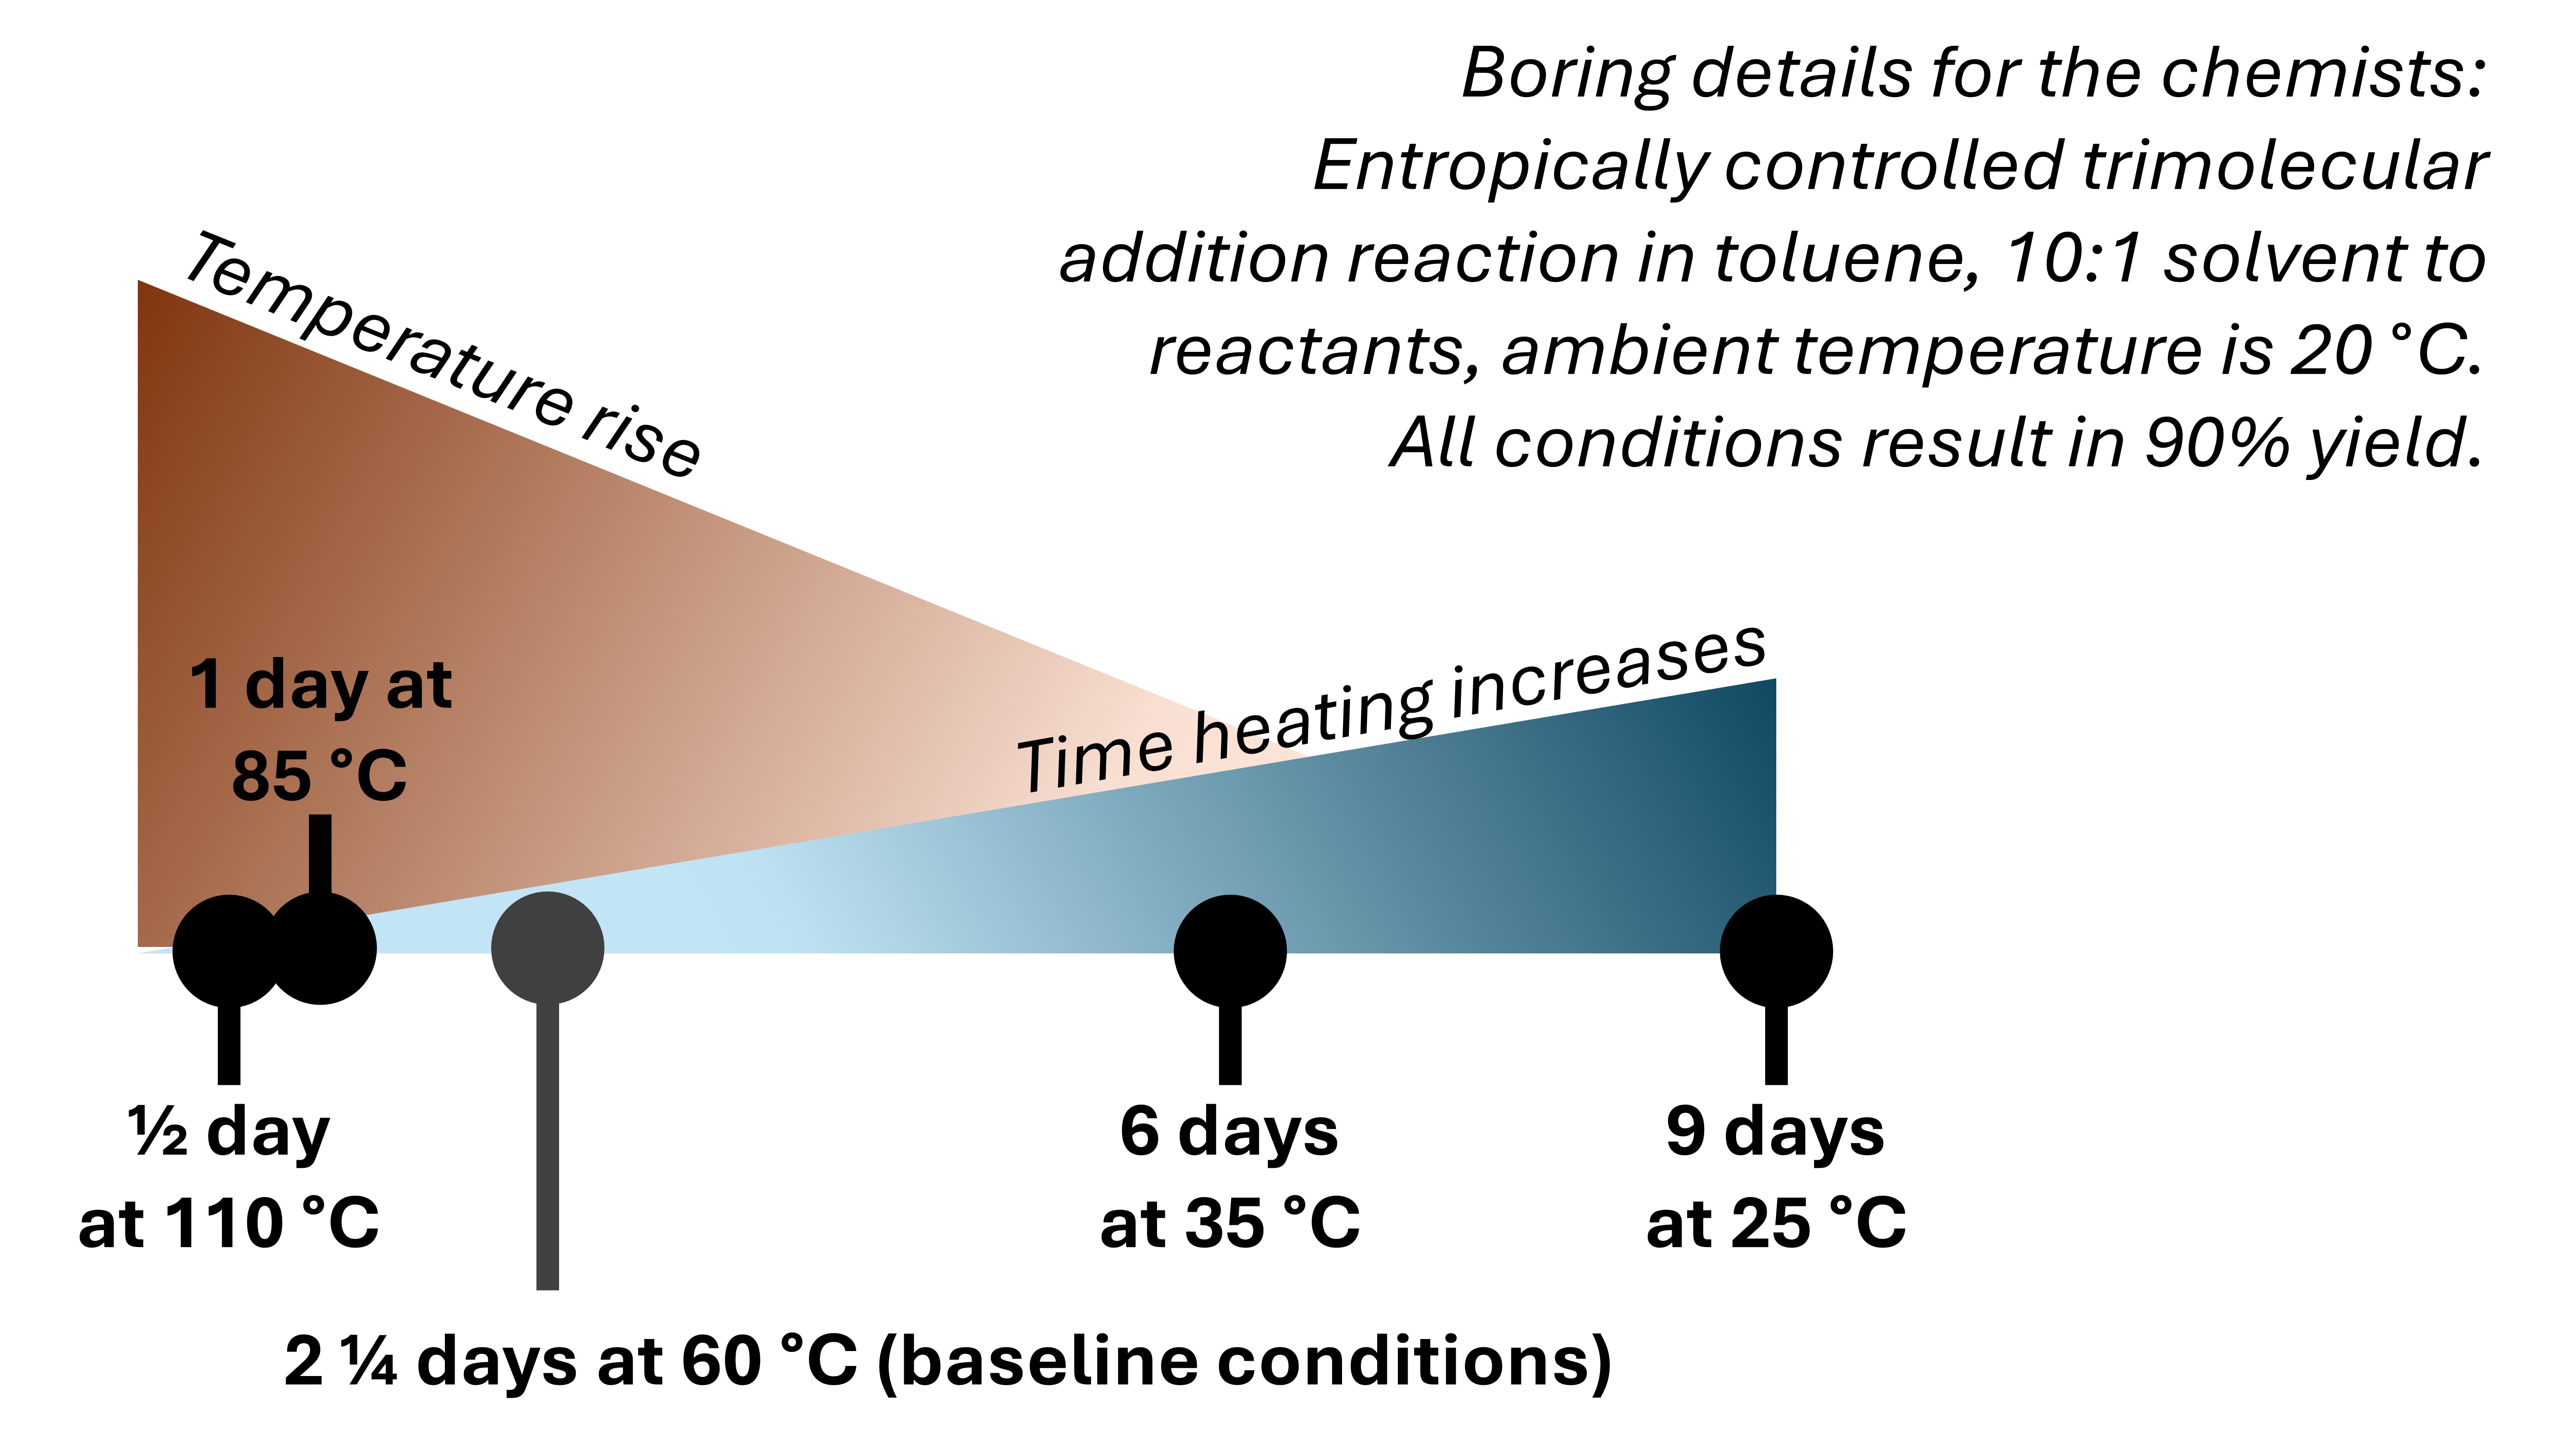 Boring details for the chemists:
Entropically controlled trimolecular
addition reaction in toluene, 10:1 solvent to
reactants, ambient temperature is 20 °C.
All conditions result in 90% yield.
Temperature rise
Time heating increases
1 day at
85 °C
½ day
at 110 °C
6 days
at 35 °C
9 days
at 25 °C
2 ¼ days at 60 °C (baseline conditions)